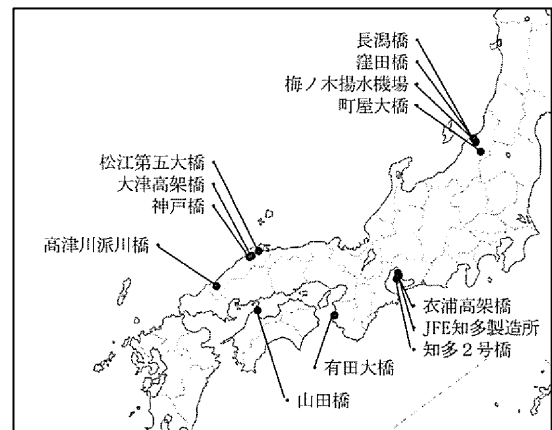 長潟橋
窪田橋
梅ノ木揚水機場
町屋大橋
松江第五大橋
大津高架橋
神戸橋
高津川派川橋
衣浦高架橋
JFE知多製造所
知多２号橋
有田大橋
山田橋